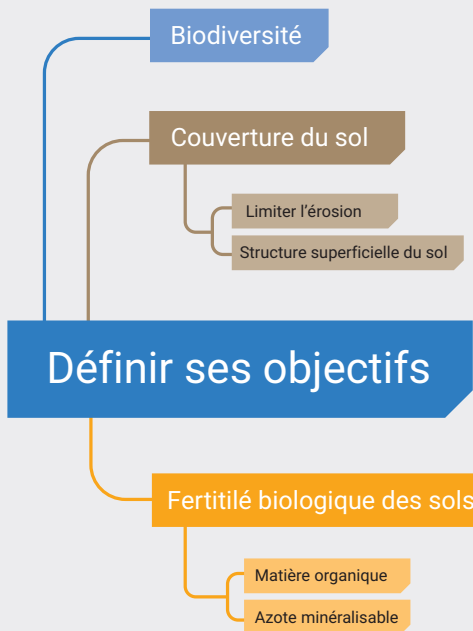 Biodiversité
Couverture du sol
Limiter l'érosion
Structure superficielle du sol
Définir ses objectifs
Fertitilé biologique des sols
Matière organique
Azote minéralisable